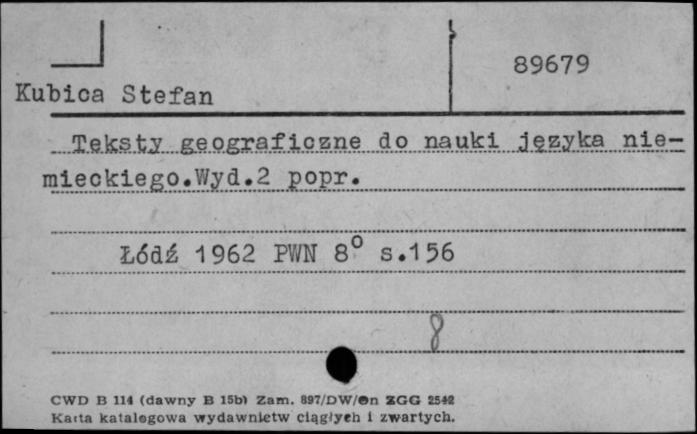 89679
Kubica Stefan
Teksty geograficzne do nauki języka nie-
mieckiego.Wyd.2 popr.
Łódź 1962 PWN 8° s.156
8
CWD B 114 (dawny B 15b) Zam. 897/DW/en ZGG 2542
Karta katalogowa wydawnictw ciągłych i zwartych.